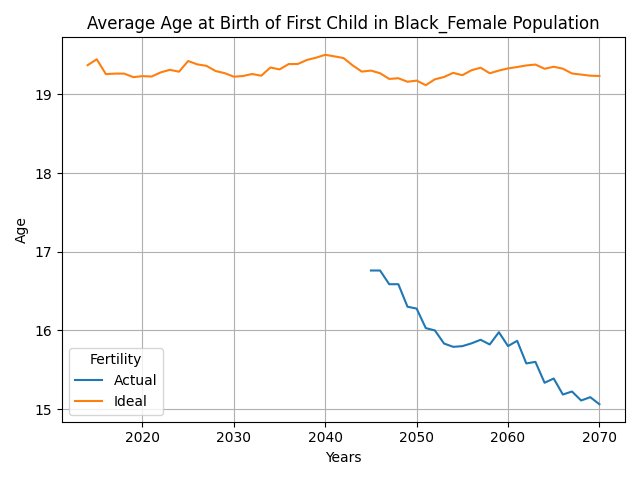 Average Age at Birth of First Child in Black_Female Population
Age
19
18
17
16
15
Fertility
Actual
Ideal
2020 2030 2040 2050 2060 2070
Years